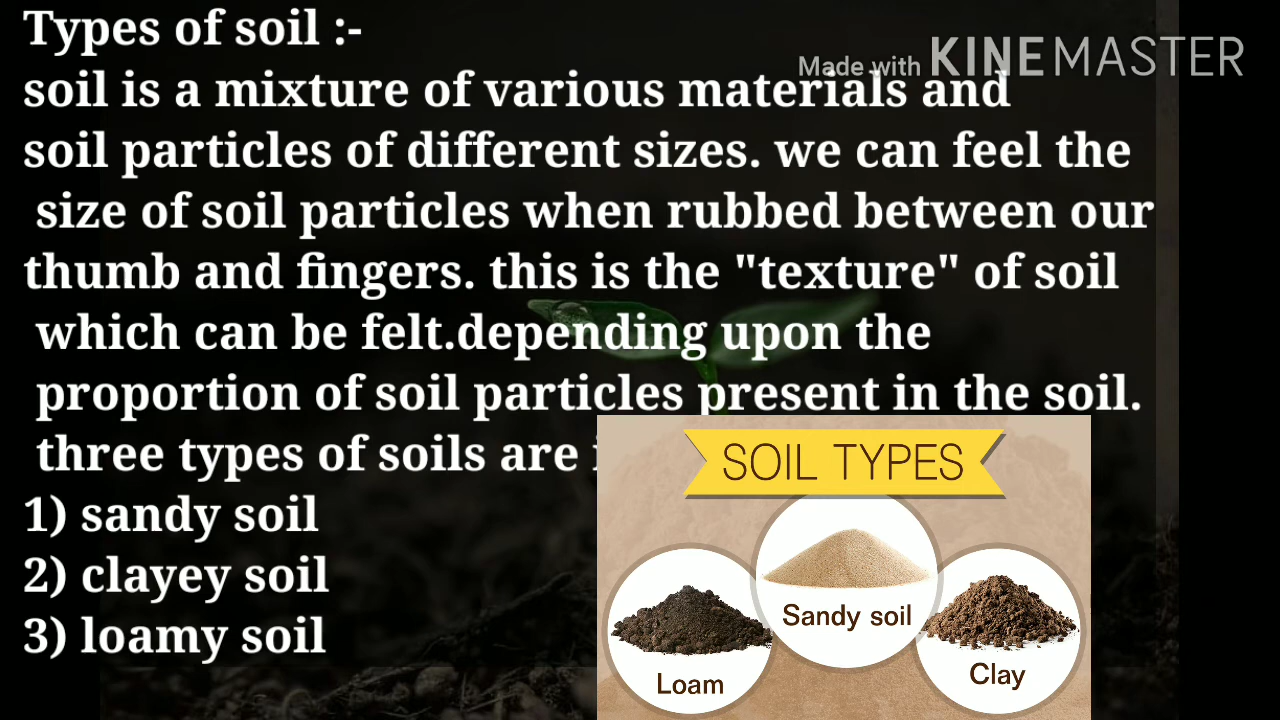 Types of soil :-
Made with KINEMASTER
soil is a mixture of various materials and
soil particles of different sizes. we can feel the
size of soil particles when rubbed between our
thumb and fingers. this is the "texture" of soil
which can be felt.depending upon the
proportion of soil particles present in the soil.
three types of soils are
1) sandy soil
2) clayey soil
3) loamy soil
SOIL TYPES
Sandy soil
Loam
Clay